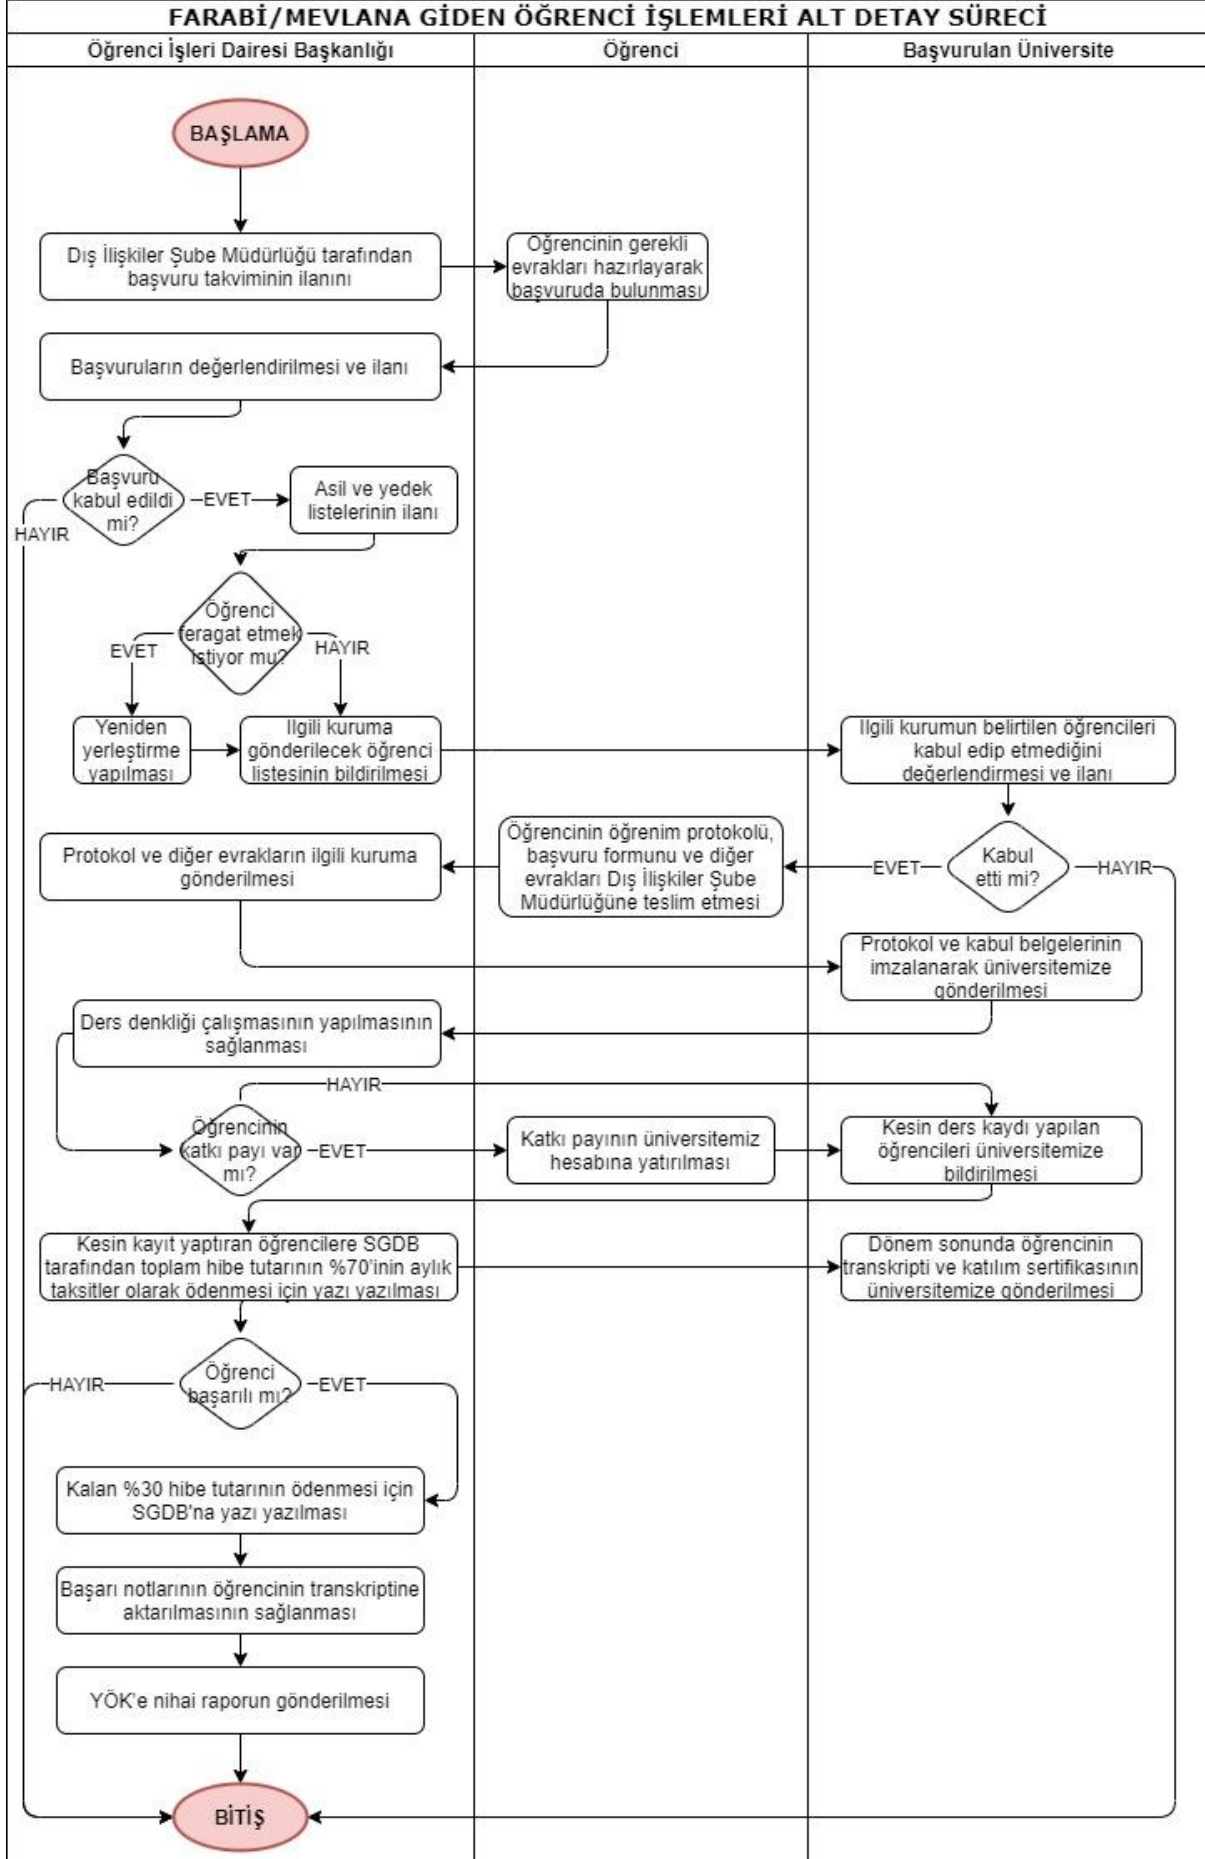 FARABİ/MEVLANA GİDEN ÖĞRENCİ İŞLEMLERİ ALT DETAY SÜRECİ
Öğrenci İşleri Dairesi Başkanlığı
Öğrenci
Başvurulan Üniversite
BAŞLAMA
Dış İlişkiler Şube Müdürlüğü tarafından
başvuru takviminin ilanını
Öğrencinin gerekli
evrakları hazırlayarak
başvuruda bulunması
Başvuruların değerlendirilmesi ve ilanı
Başvuru
kabul edildi
mi?
EVET
HAYIR
Asil ve yedek
listelerinin ilanı
Öğrenci
feragat etmek
istiyor mu?
EVET
HAYIR
Yeniden
yerleştirme
yapılması
Ilgili kuruma
gönderilecek öğrenci
listesinin bildirilmesi
Ilgili kurumun belirtilen öğrencileri
kabul edip etmediğini
değerlendirmesi ve ilanı
Kabul
etti mi?
EVET
HAYIR
Öğrencinin öğrenim protokolü,
başvuru formunu ve diğer
evrakları Dış İlişkiler Şube
Müdürlüğüne teslim etmesi
Protokol ve diğer evrakların ilgili kuruma
gönderilmesi
Protokol ve kabul belgelerinin
imzalanarak üniversitemize
gönderilmesi
Ders denkliği çalışmasının yapılmasının
sağlanması
HAYIR
Öğrencinin
katkı payı var
mı?
EVET
Katkı payının üniversitemiz
hesabına yatırılması
Kesin ders kaydı yapılan
öğrencileri üniversitemize
bildirilmesi
Kesin kayıt yaptıran öğrencilere SGDB
tarafından toplam hibe tutarının %70'inin aylık
taksitler olarak ödenmesi için yazı yazılması
Dönem sonunda öğrencinin
transkripti ve katılım sertifikasının
üniversitemize gönderilmesi
HAYIR
Öğrenci
başarılı mı?
EVET
Kalan %30 hibe tutarının ödenmesi için
SGDB'na yazı yazılması
Başarı notlarının öğrencinin transkriptine
aktarılmasının sağlanması
YÖK'e nihai raporun gönderilmesi
BİTİŞ